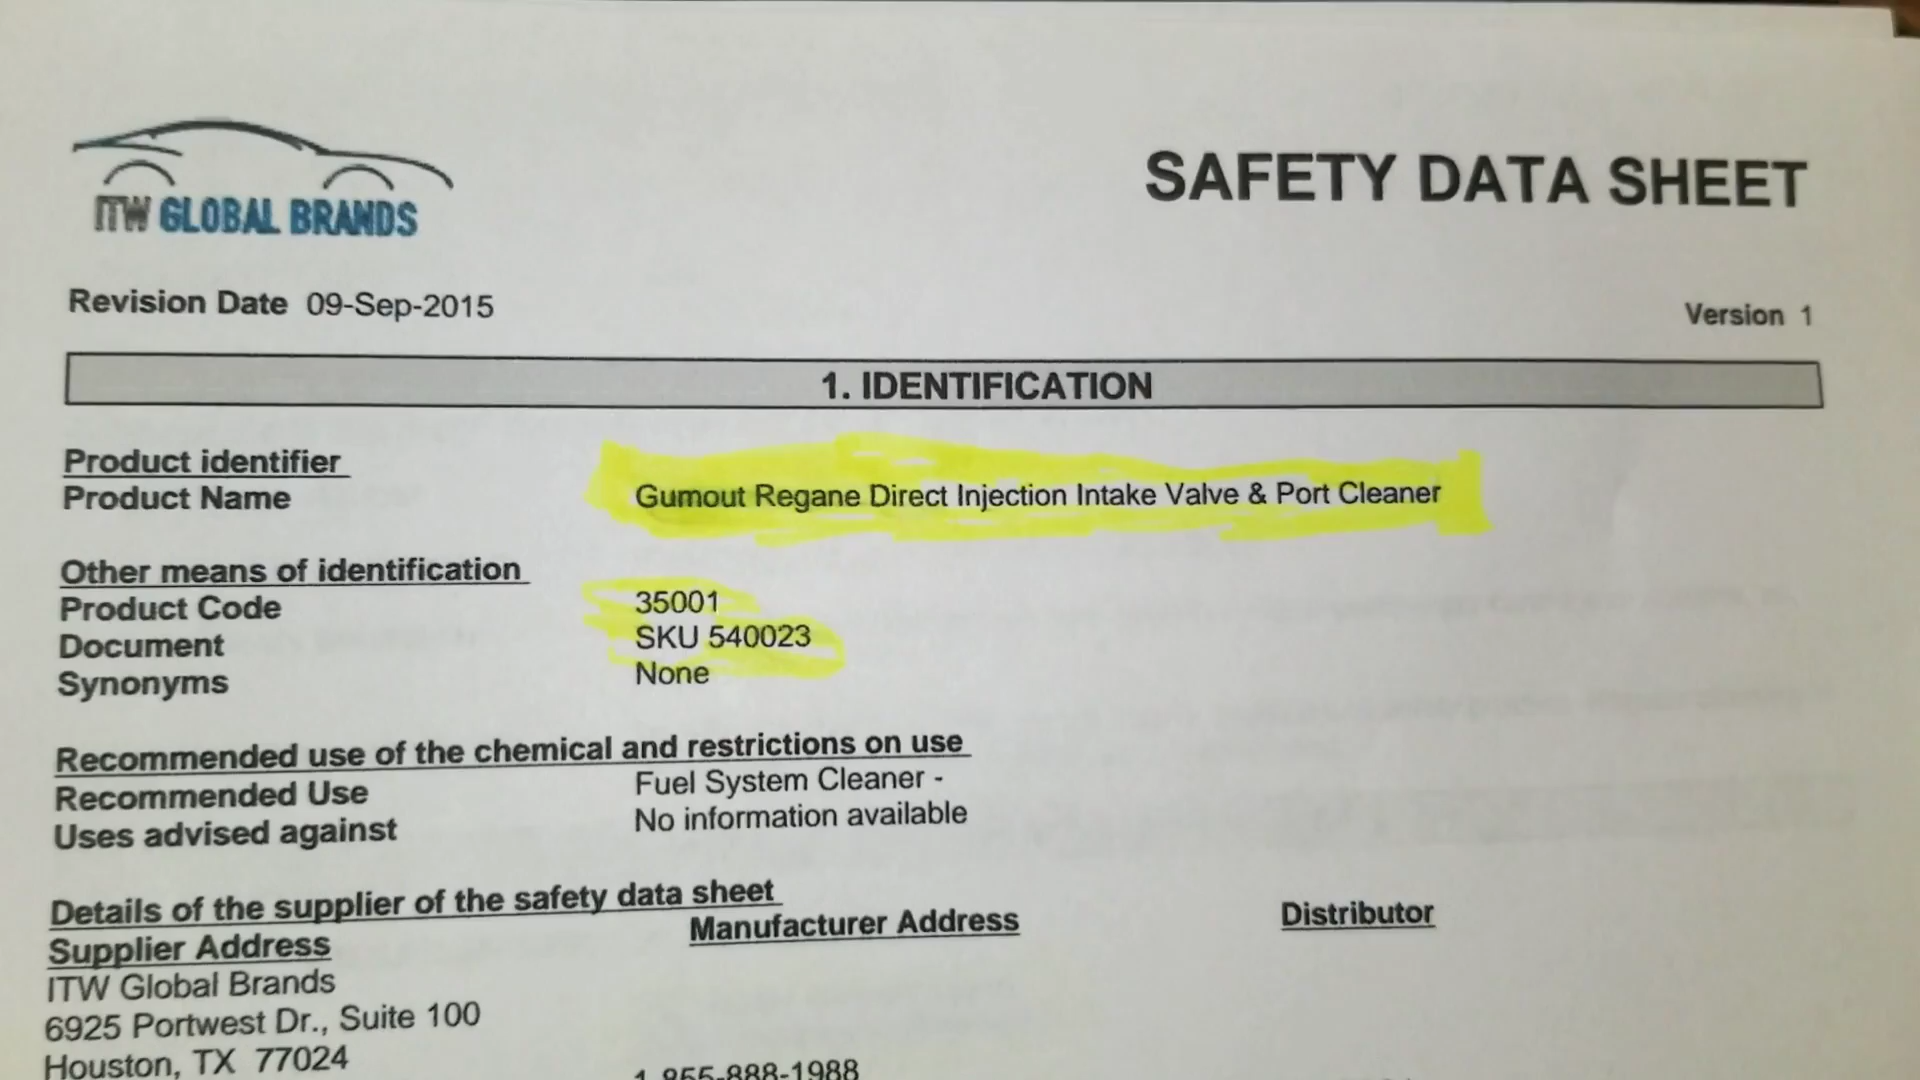 ITW GLOBAL BRANDS
SAFETY DATA SHEET
Revision Date 09-Sep-2015
Version 1
1. IDENTIFICATION
Product identifier
Product Name Gumout Regane Direct Injection Intake Valve & Port Cleaner
Other means of identification
Product Code 35001
Document SKU 540023
Synonyms None
Recommended use of the chemical and restrictions on use
Recommended Use Fuel System Cleaner -
Uses advised against No information available
Details of the supplier of the safety data sheet
Supplier Address Manufacturer Address Distributor
ITW Global Brands
6925 Portwest Dr., Suite 100
Houston, TX 77024
1 855-888-1988